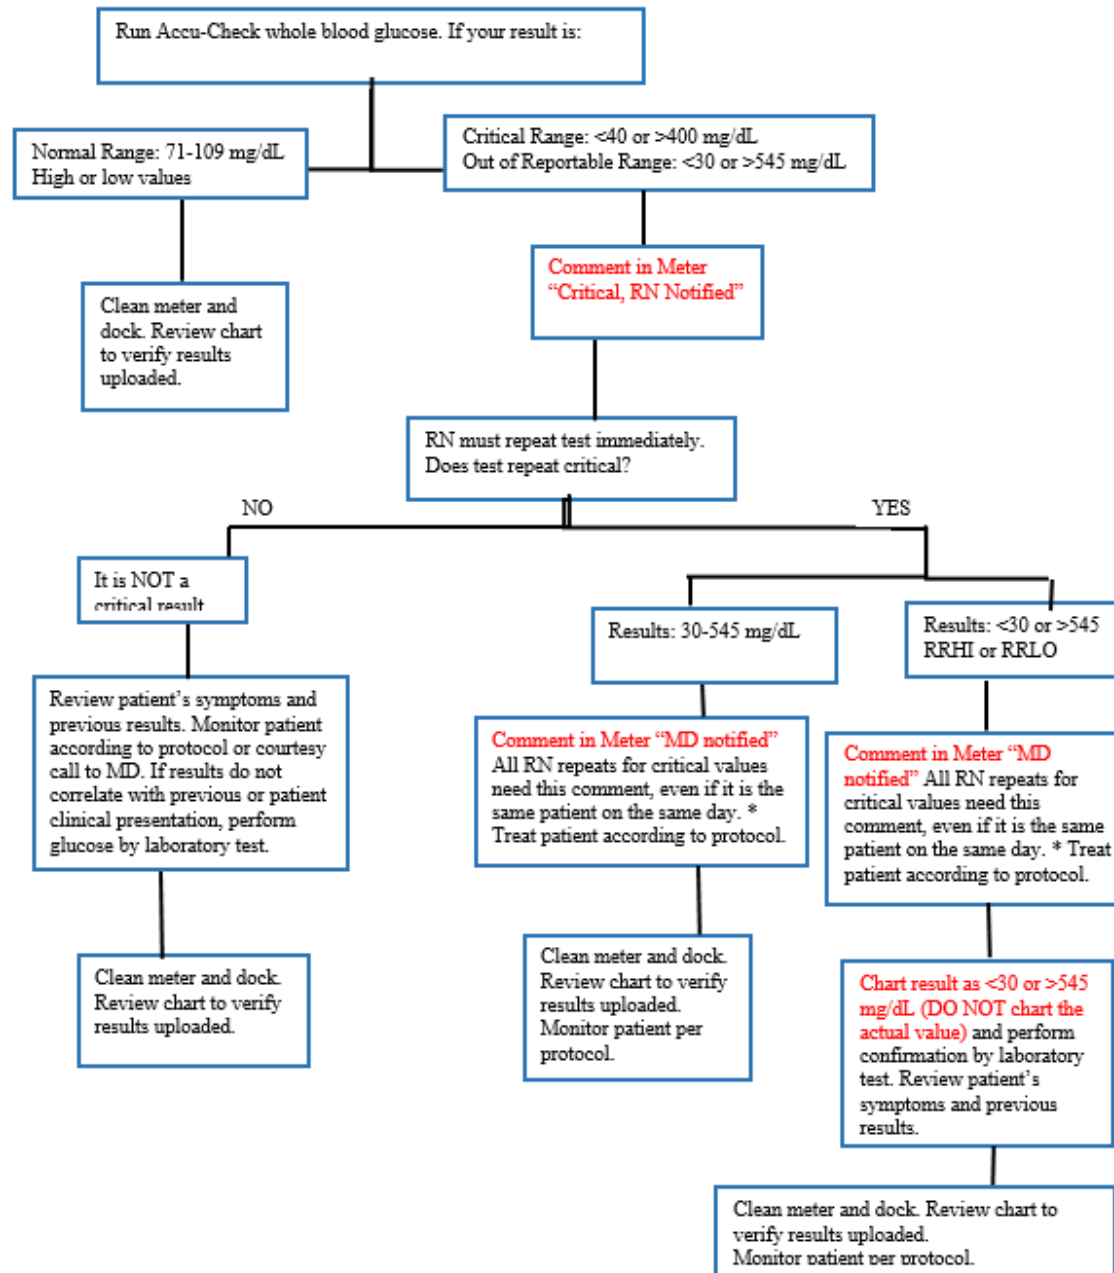 Run Accu-Check whole blood glucose. If your result is:
Normal Range: 71-109 mg/dL
High or low values
Critical Range: <40 or >400 mg/dL
Out of Reportable Range: <30 or >545 mg/dL
Comment in Meter
“Critical, RN Notified”
Clean meter and
dock. Review chart
to verify results
uploaded.
RN must repeat test immediately.
Does test repeat critical?
NO
YES
It is NOT a
critical result
Results: 30-545 mg/dL
Results: <30 or >545
RRHI or RRLO
Review patient’s symptoms and
previous results. Monitor patient
according to protocol or courtesy
call to MD. If results do not
correlate with previous or patient
clinical presentation, perform
glucose by laboratory test.
Comment in Meter “MD notified”
All RN repeats for critical values
need this comment, even if it is the
same patient on the same day. *
Treat patient according to protocol.
Comment in Meter “MD
notified” All RN repeats for
critical values need this
comment, even if it is the same
patient on the same day. * Treat
patient according to protocol.
Clean meter and dock.
Review chart to verify
results uploaded.
Clean meter and dock.
Review chart to verify
results uploaded.
Monitor patient per
protocol.
Chart result as <30 or >545
mg/dL (DO NOT chart the
actual value) and perform
confirmation by laboratory
test. Review patient’s
symptoms and previous
results.
Clean meter and dock. Review chart to
verify results uploaded.
Monitor patient per protocol.